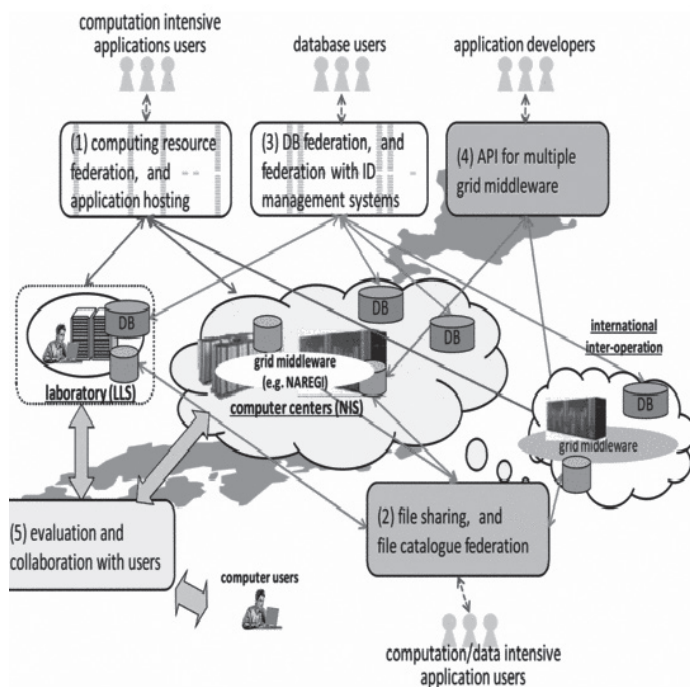 computation intensive
applications users
database users
application developers
(1) computing resource
federation, and
application hosting
(3) DB federation, and
federation with ID
management systems
(4) API for multiple
grid middleware
DB
laboratory (LLS)
DB
DB
grid middleware
(e.g. NAREGI)
computer centers (NIS)
international
inter-operation
DB
grid middleware
(5) evaluation and
collaboration with users
computer users
(2) file sharing, and
file catalogue federation
computation/data intensive
application users